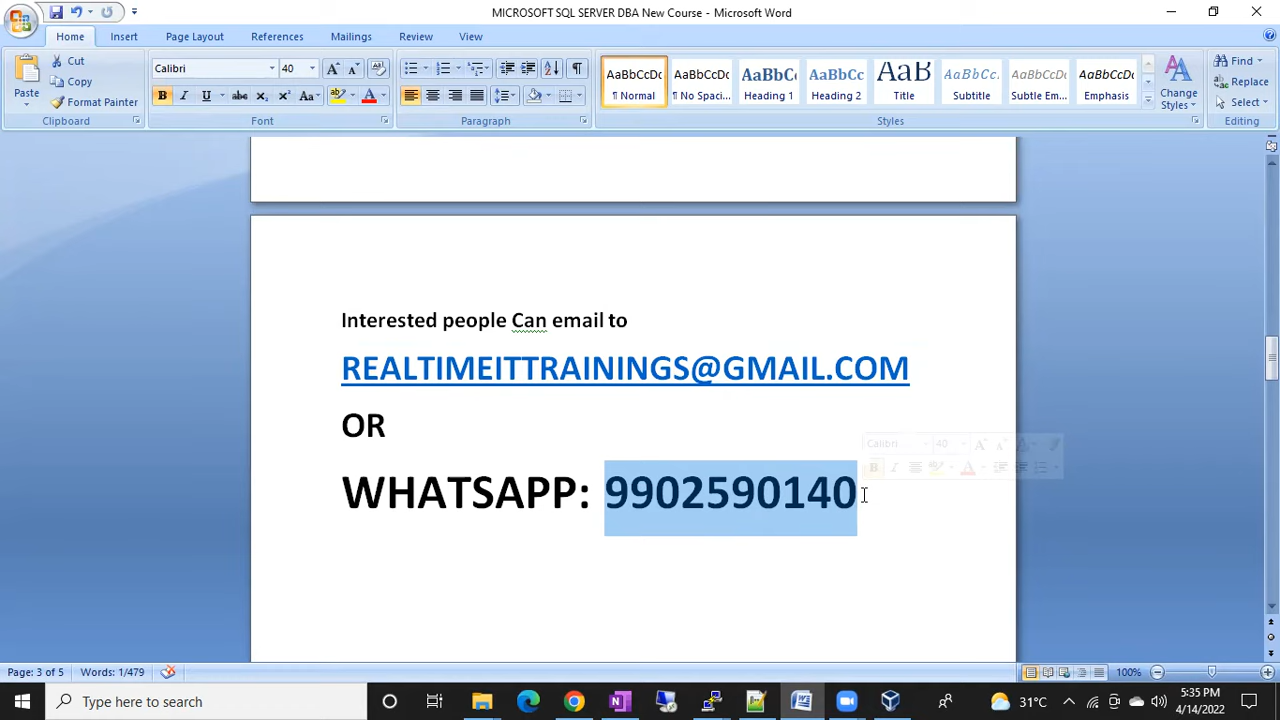 MICROSOFT SQL SERVER DBA New Course - Microsoft Word
Home Insert Page Layout References Mailings Review View
Paste
Cut
Copy
Format Painter
Clipboard
Calibri 40
Font
Paragraph
AaBbCcDc AaBbCcDc AaBbCc AaBbCc AaB AaBbCc. AaBbCcDc AaBbCcDc
¶ Normal ¶ No Spaci... Heading 1 Heading 2 Title Subtitle Subtle Em... Emphasis
Styles
Change
Styles
Find
Replace
Select
Editing
Interested people Can email to
REALTIMEITTRAININGS@GMAIL.COM
OR
Calibri 40
WHATSAPP: 9902590140
Page: 3 of 5 Words: 1/479 100%
Type here to search
31°C
5:35 PM
4/14/2022